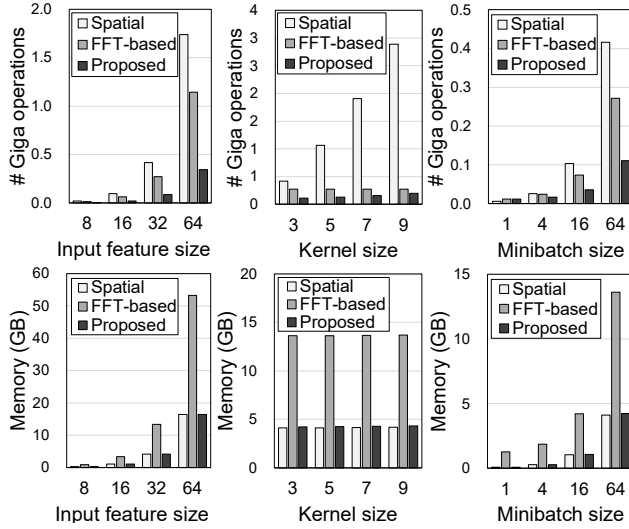 # Giga operations
2.0
1.5
1.0
0.5
0.0
Spatial
FFT-based
Proposed
8 16 32 64
Input feature size
# Giga operations
4
4
3
3
2
2
1
1
0
Spatial
FFT-based
Proposed
3 5 7 9
Kernel size
# Giga operations
0.5
0.4
0.3
0.2
0.1
0.0
Spatial
FFT-based
Proposed
1 4 16 64
Minibatch size
Memory (GB)
60
50
40
30
20
10
0
Spatial
FFT-based
Proposed
8 16 32 64
Input feature size
Memory (GB)
20
15
10
5
0
Spatial
FFT-based
Proposed
3 5 7 9
Kernel size
Memory (GB)
15
10
5
0
Spatial
FFT-based
Proposed
1 4 16 64
Minibatch size